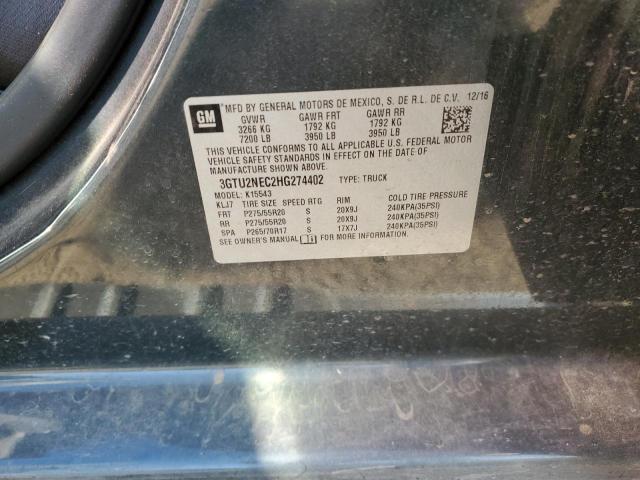 GM
MFD BY GENERAL MOTORS DE MEXICO, S. DE R.L. DE C.V. 12/16
GVWR GAWR FRT GAWR RR
3266 KG 1792 KG 1792 KG
7200 LB 3950 LB 3950 LB
THIS VEHICLE CONFORMS TO ALL APPLICABLE U.S. FEDERAL MOTOR
VEHICLE SAFETY STANDARDS IN EFFECT ON THE DATE OF
MANUFACTURE SHOWN ABOVE.
3GTU2NEC2HG274402 TYPE: TRUCK
MODEL: K15543
KLJ7 TIRE SIZE SPEED RTG RIM COLD TIRE PRESSURE
FRT P275/55R20 S 20X9J 240KPA(35PSI)
RR P275/55R20 S 20X9J 240KPA(35PSI)
SPA P265/70R17 S 17X7J 240KPA(35PSI)
SEE OWNER'S MANUAL FOR MORE INFORMATION.